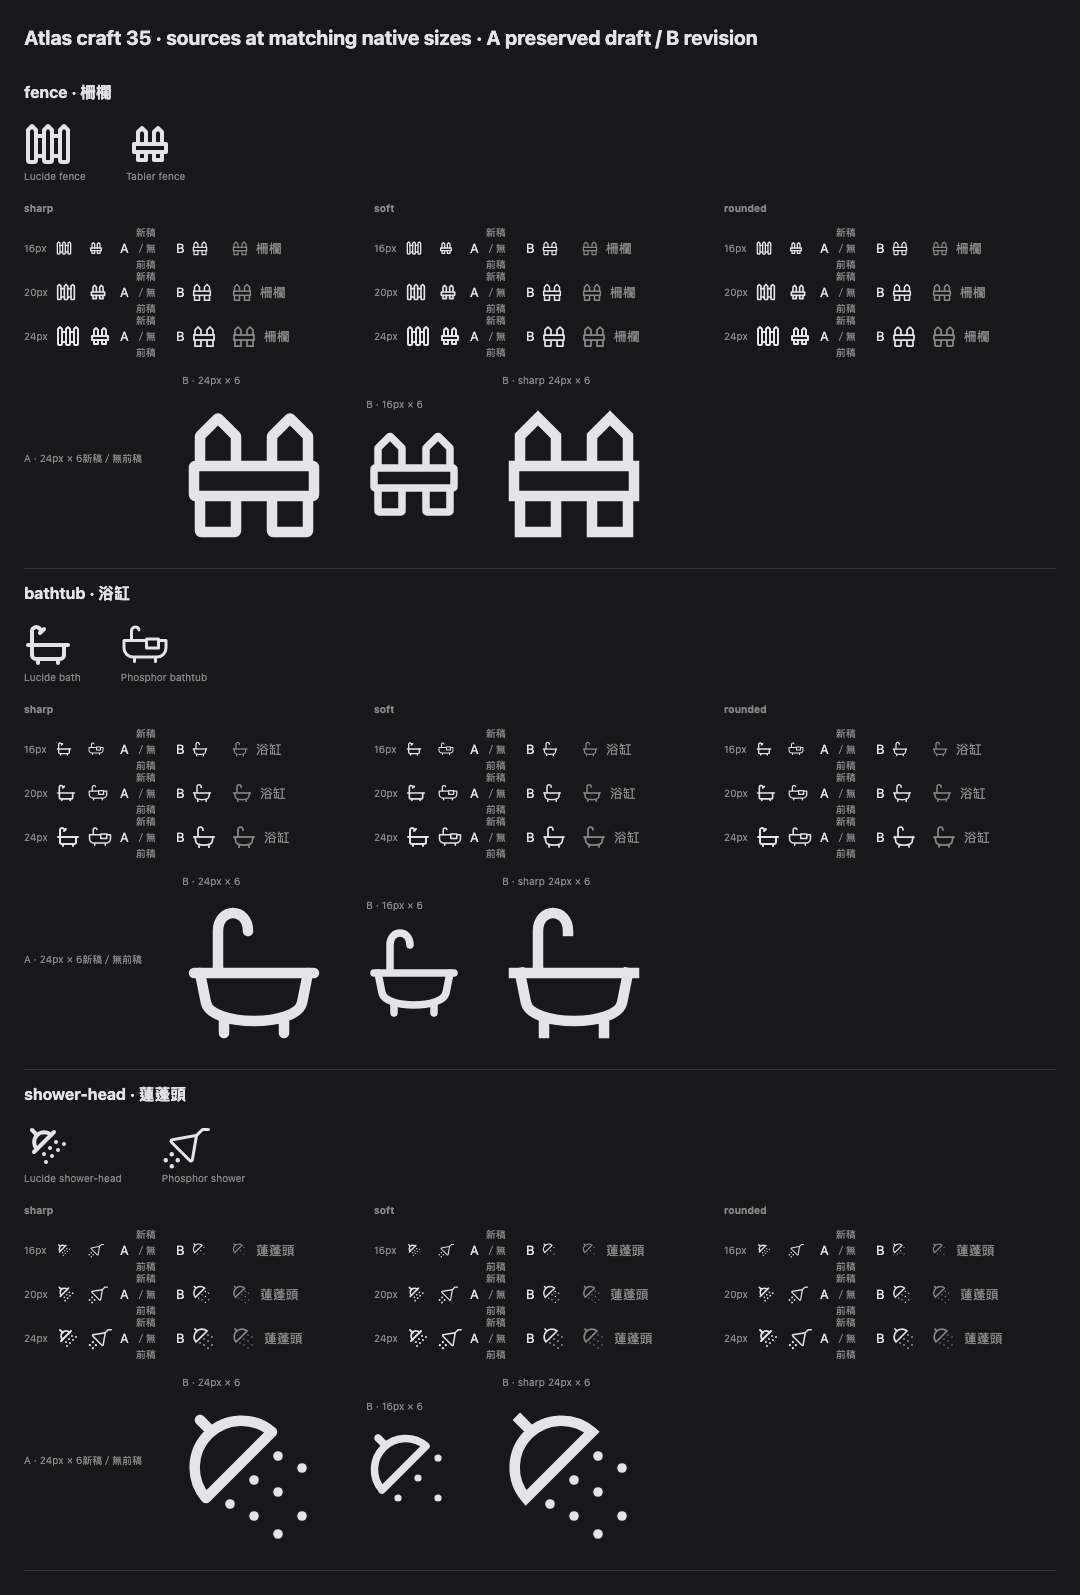 Atlas craft 35 · sources at matching native sizes · A preserved draft / B revision
fence · 柵欄
Lucide fence
Tabler fence
sharp
soft
rounded
16px A 新稿 / 無前稿 B 柵欄
16px A 新稿 / 無前稿 B 柵欄
16px A 新稿 / 無前稿 B 柵欄
20px A 新稿 / 無前稿 B 柵欄
20px A 新稿 / 無前稿 B 柵欄
20px A 新稿 / 無前稿 B 柵欄
24px A 新稿 / 無前稿 B 柵欄
24px A 新稿 / 無前稿 B 柵欄
24px A 新稿 / 無前稿 B 柵欄
A · 24px × 6新稿 / 無前稿
B · 24px × 6
B · 16px × 6
B · sharp 24px × 6
bathtub · 浴缸
Lucide bath
Phosphor bathtub
sharp
soft
rounded
16px A 新稿 / 無前稿 B 浴缸
16px A 新稿 / 無前稿 B 浴缸
16px A 新稿 / 無前稿 B 浴缸
20px A 新稿 / 無前稿 B 浴缸
20px A 新稿 / 無前稿 B 浴缸
20px A 新稿 / 無前稿 B 浴缸
24px A 新稿 / 無前稿 B 浴缸
24px A 新稿 / 無前稿 B 浴缸
24px A 新稿 / 無前稿 B 浴缸
A · 24px × 6新稿 / 無前稿
B · 24px × 6
B · 16px × 6
B · sharp 24px × 6
shower-head · 蓮蓬頭
Lucide shower-head
Phosphor shower
sharp
soft
rounded
16px A 新稿 / 無前稿 B 蓮蓬頭
16px A 新稿 / 無前稿 B 蓮蓬頭
16px A 新稿 / 無前稿 B 蓮蓬頭
20px A 新稿 / 無前稿 B 蓮蓬頭
20px A 新稿 / 無前稿 B 蓮蓬頭
20px A 新稿 / 無前稿 B 蓮蓬頭
24px A 新稿 / 無前稿 B 蓮蓬頭
24px A 新稿 / 無前稿 B 蓮蓬頭
24px A 新稿 / 無前稿 B 蓮蓬頭
A · 24px × 6新稿 / 無前稿
B · 24px × 6
B · 16px × 6
B · sharp 24px × 6